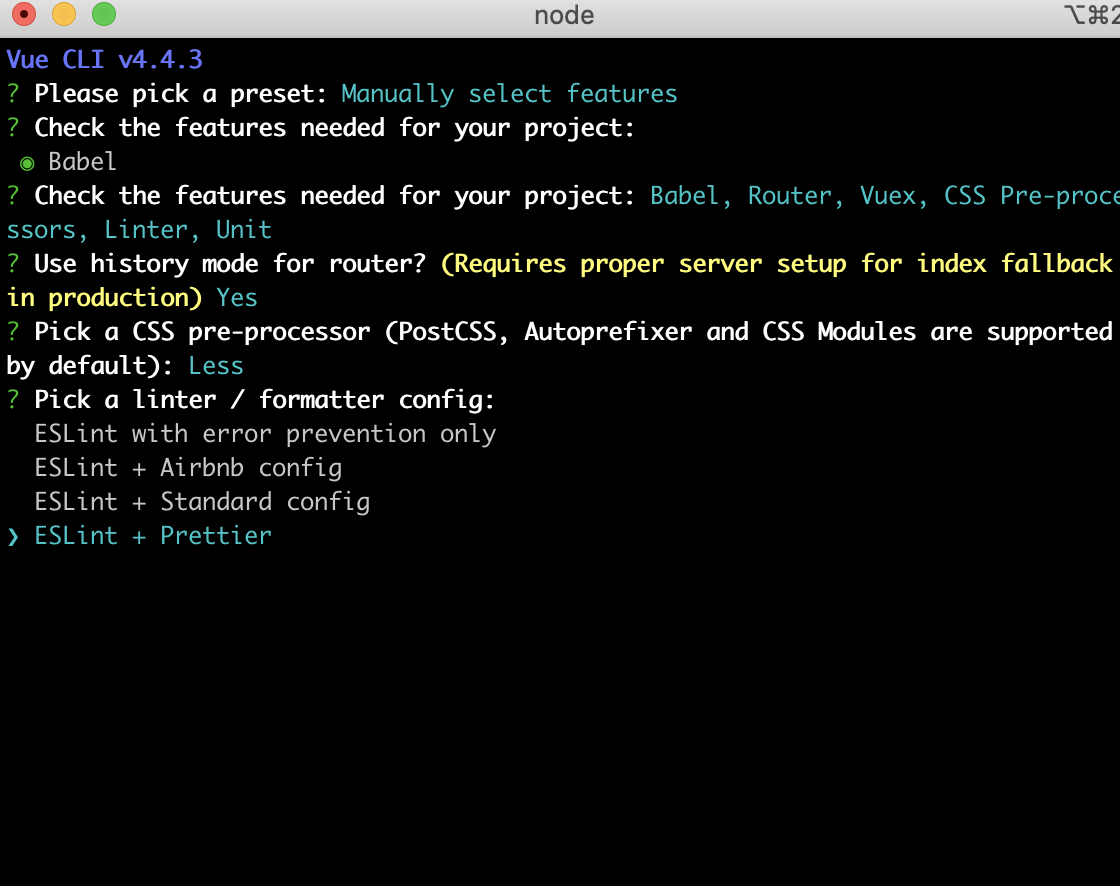 node
⌥⌘2
Vue CLI v4.4.3
? Please pick a preset: Manually select features
? Check the features needed for your project:
◉ Babel
? Check the features needed for your project: Babel, Router, Vuex, CSS Pre-proce
ssors, Linter, Unit
? Use history mode for router? (Requires proper server setup for index fallback
in production) Yes
? Pick a CSS pre-processor (PostCSS, Autoprefixer and CSS Modules are supported
by default): Less
? Pick a linter / formatter config:
ESLint with error prevention only
ESLint + Airbnb config
ESLint + Standard config
❯ ESLint + Prettier